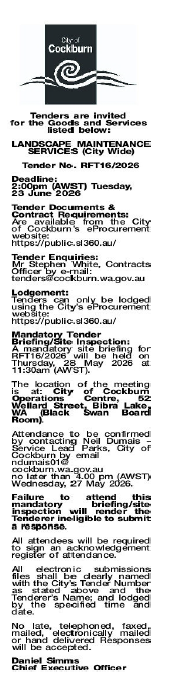 City of
Cockburn
Tenders are invited
for the Goods and Services
listed below:
LANDSCAPE MAINTENANCE
SERVICES (City Wide)
Tender No. RFT16/2026
Deadline:
2:00pm (AWST) Tuesday,
23 June 2026
Tender Documents &
Contract Requirements:
Are available from the City
of Cockburn's eProcurement
website:
https://public.sl360.au/
Tender Enquiries:
Mr Stephen White, Contracts
Officer by e-mail:
tenders@cockburn.wa.gov.au
Lodgement:
Tenders can only be lodged
using the City's eProcurement
website:
https://public.sl360.au/
Mandatory Tender
Briefing/Site Inspection:
A mandatory site briefing for
RFT16/2026 will be held on
Thursday, 28 May 2026 at
11:30am (AWST).
The location of the meeting
is at: City of Cockburn
Operations Centre, 52
Wellard Street, Bibra Lake,
WA (Black Swan Board
Room).
Attendance to be confirmed
by contacting Neil Dumais –
Service Lead Parks, City of
Cockburn by email
ndumais01@
cockburn.wa.gov.au
no later than 4.00 pm (AWST)
Wednesday, 27 May 2026.
Failure to attend this
mandatory briefing/site
inspection will render the
Tenderer ineligible to submit
a response.
All attendees will be required
to sign an acknowledgement
register of attendance.
All electronic submissions
files shall be clearly named
with the City's Tender Number
as stated above and the
Tenderer's Name; and lodged
by the specified time and
date.
No late, telephoned, faxed,
mailed, electronically mailed
or hand delivered Responses
will be accepted.
Daniel Simms
Chief Executive Officer